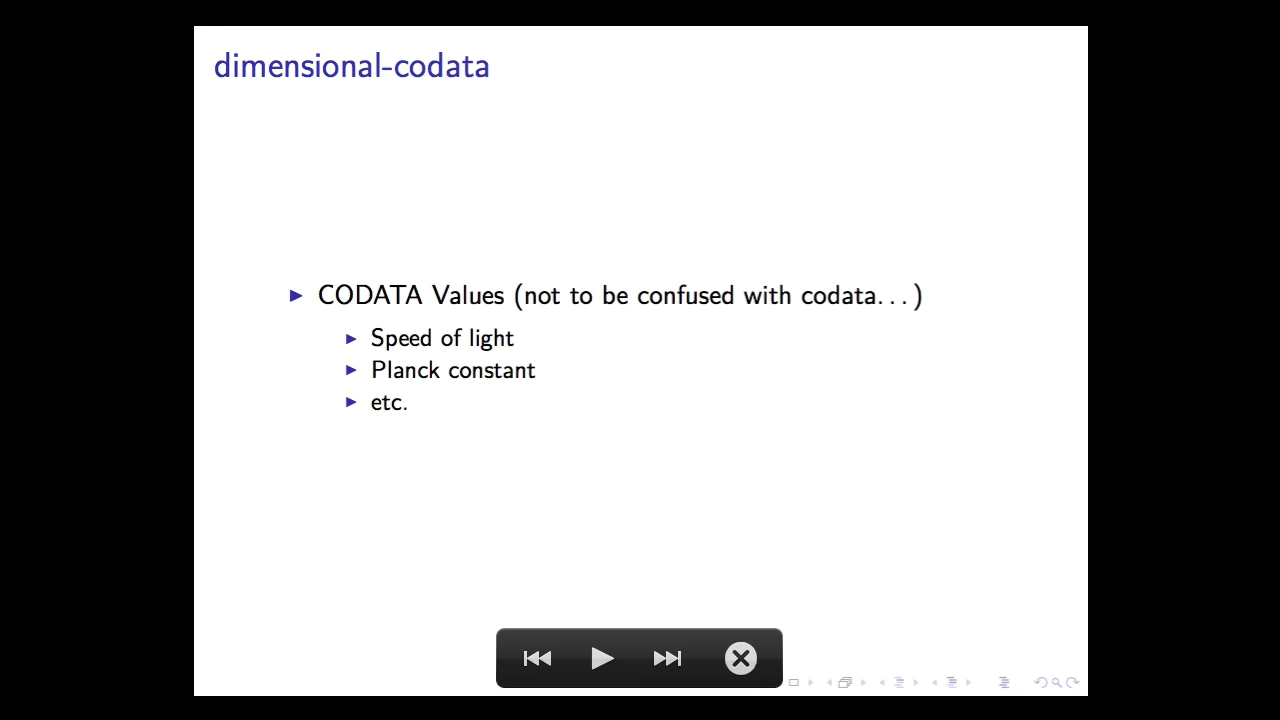 dimensional-codata
CODATA Values (not to be confused with codata...)
Speed of light
Planck constant
etc.